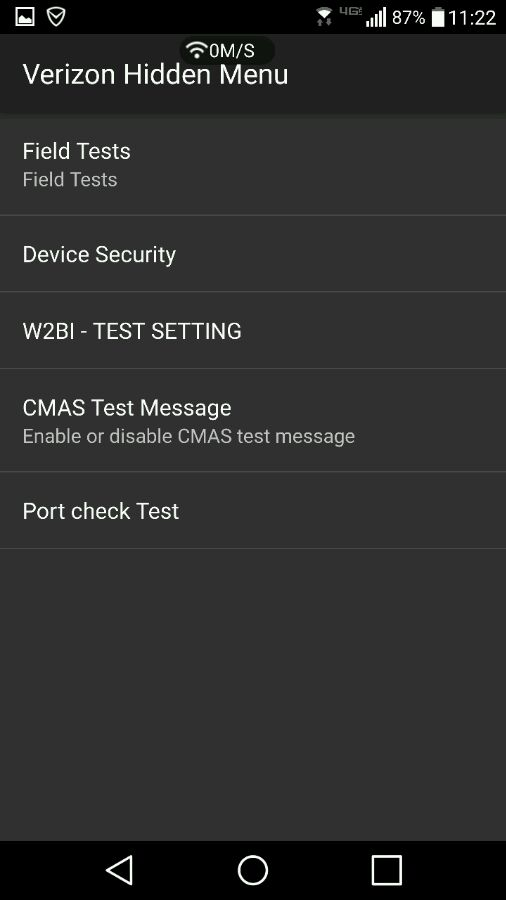 4G 87% 11:22
0M/S
Verizon Hidden Menu
Field Tests
Field Tests
Device Security
W2BI - TEST SETTING
CMAS Test Message
Enable or disable CMAS test message
Port check Test